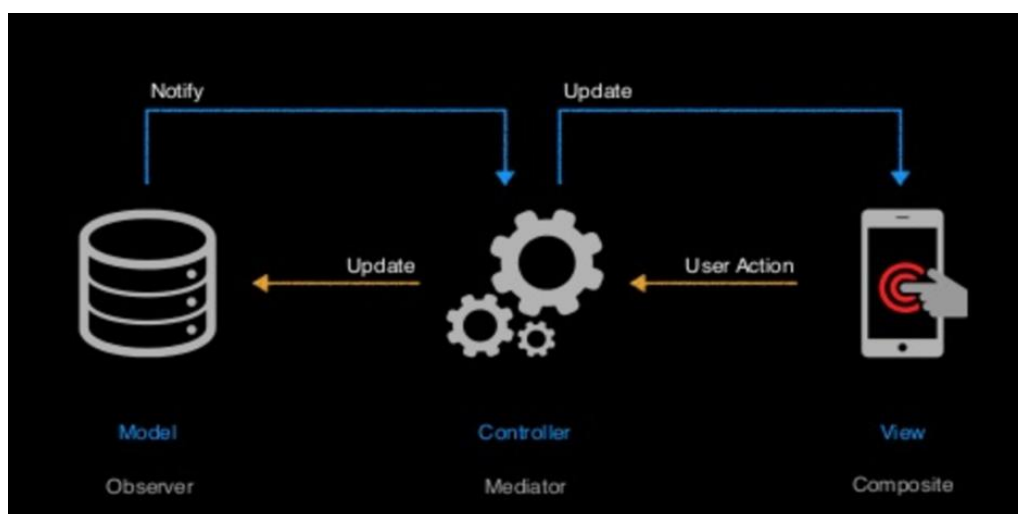 Notify
Update
Update
User Action
Model
Controller
View
Observer
Mediator
Composite